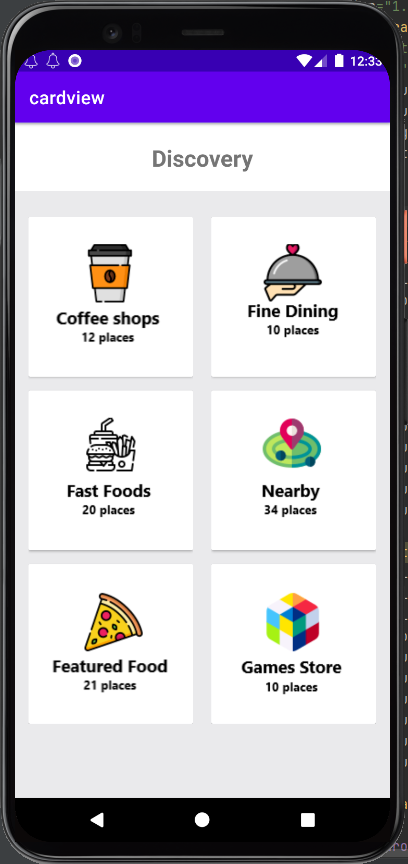 12:33
cardview
Discovery
Coffee shops
12 places
Fine Dining
10 places
Fast Foods
20 places
Nearby
34 places
Featured Food
21 places
Games Store
10 places